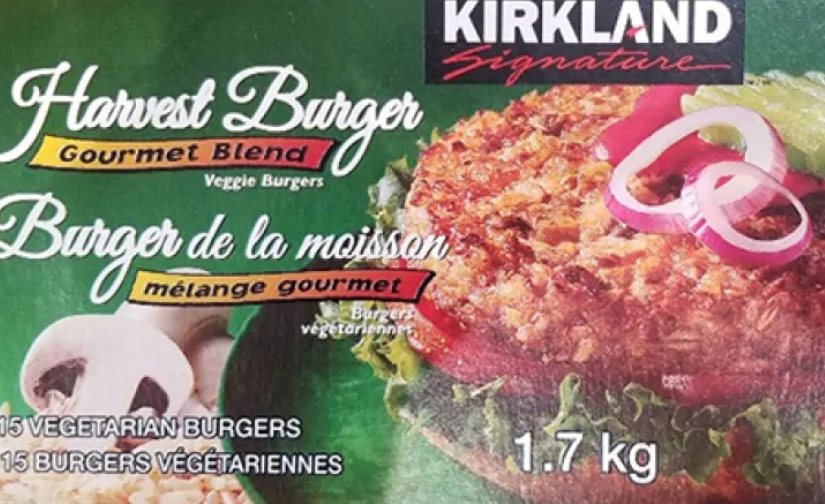 KIRKLAND
Signature
Harvest Burger
Gourmet Blend
Veggie Burgers
Burger de la moisson
mélange gourmet
Burgers
végétariennes
15 VEGETARIAN BURGERS
15 BURGERS VÉGÉTARIENNES
1.7 kg